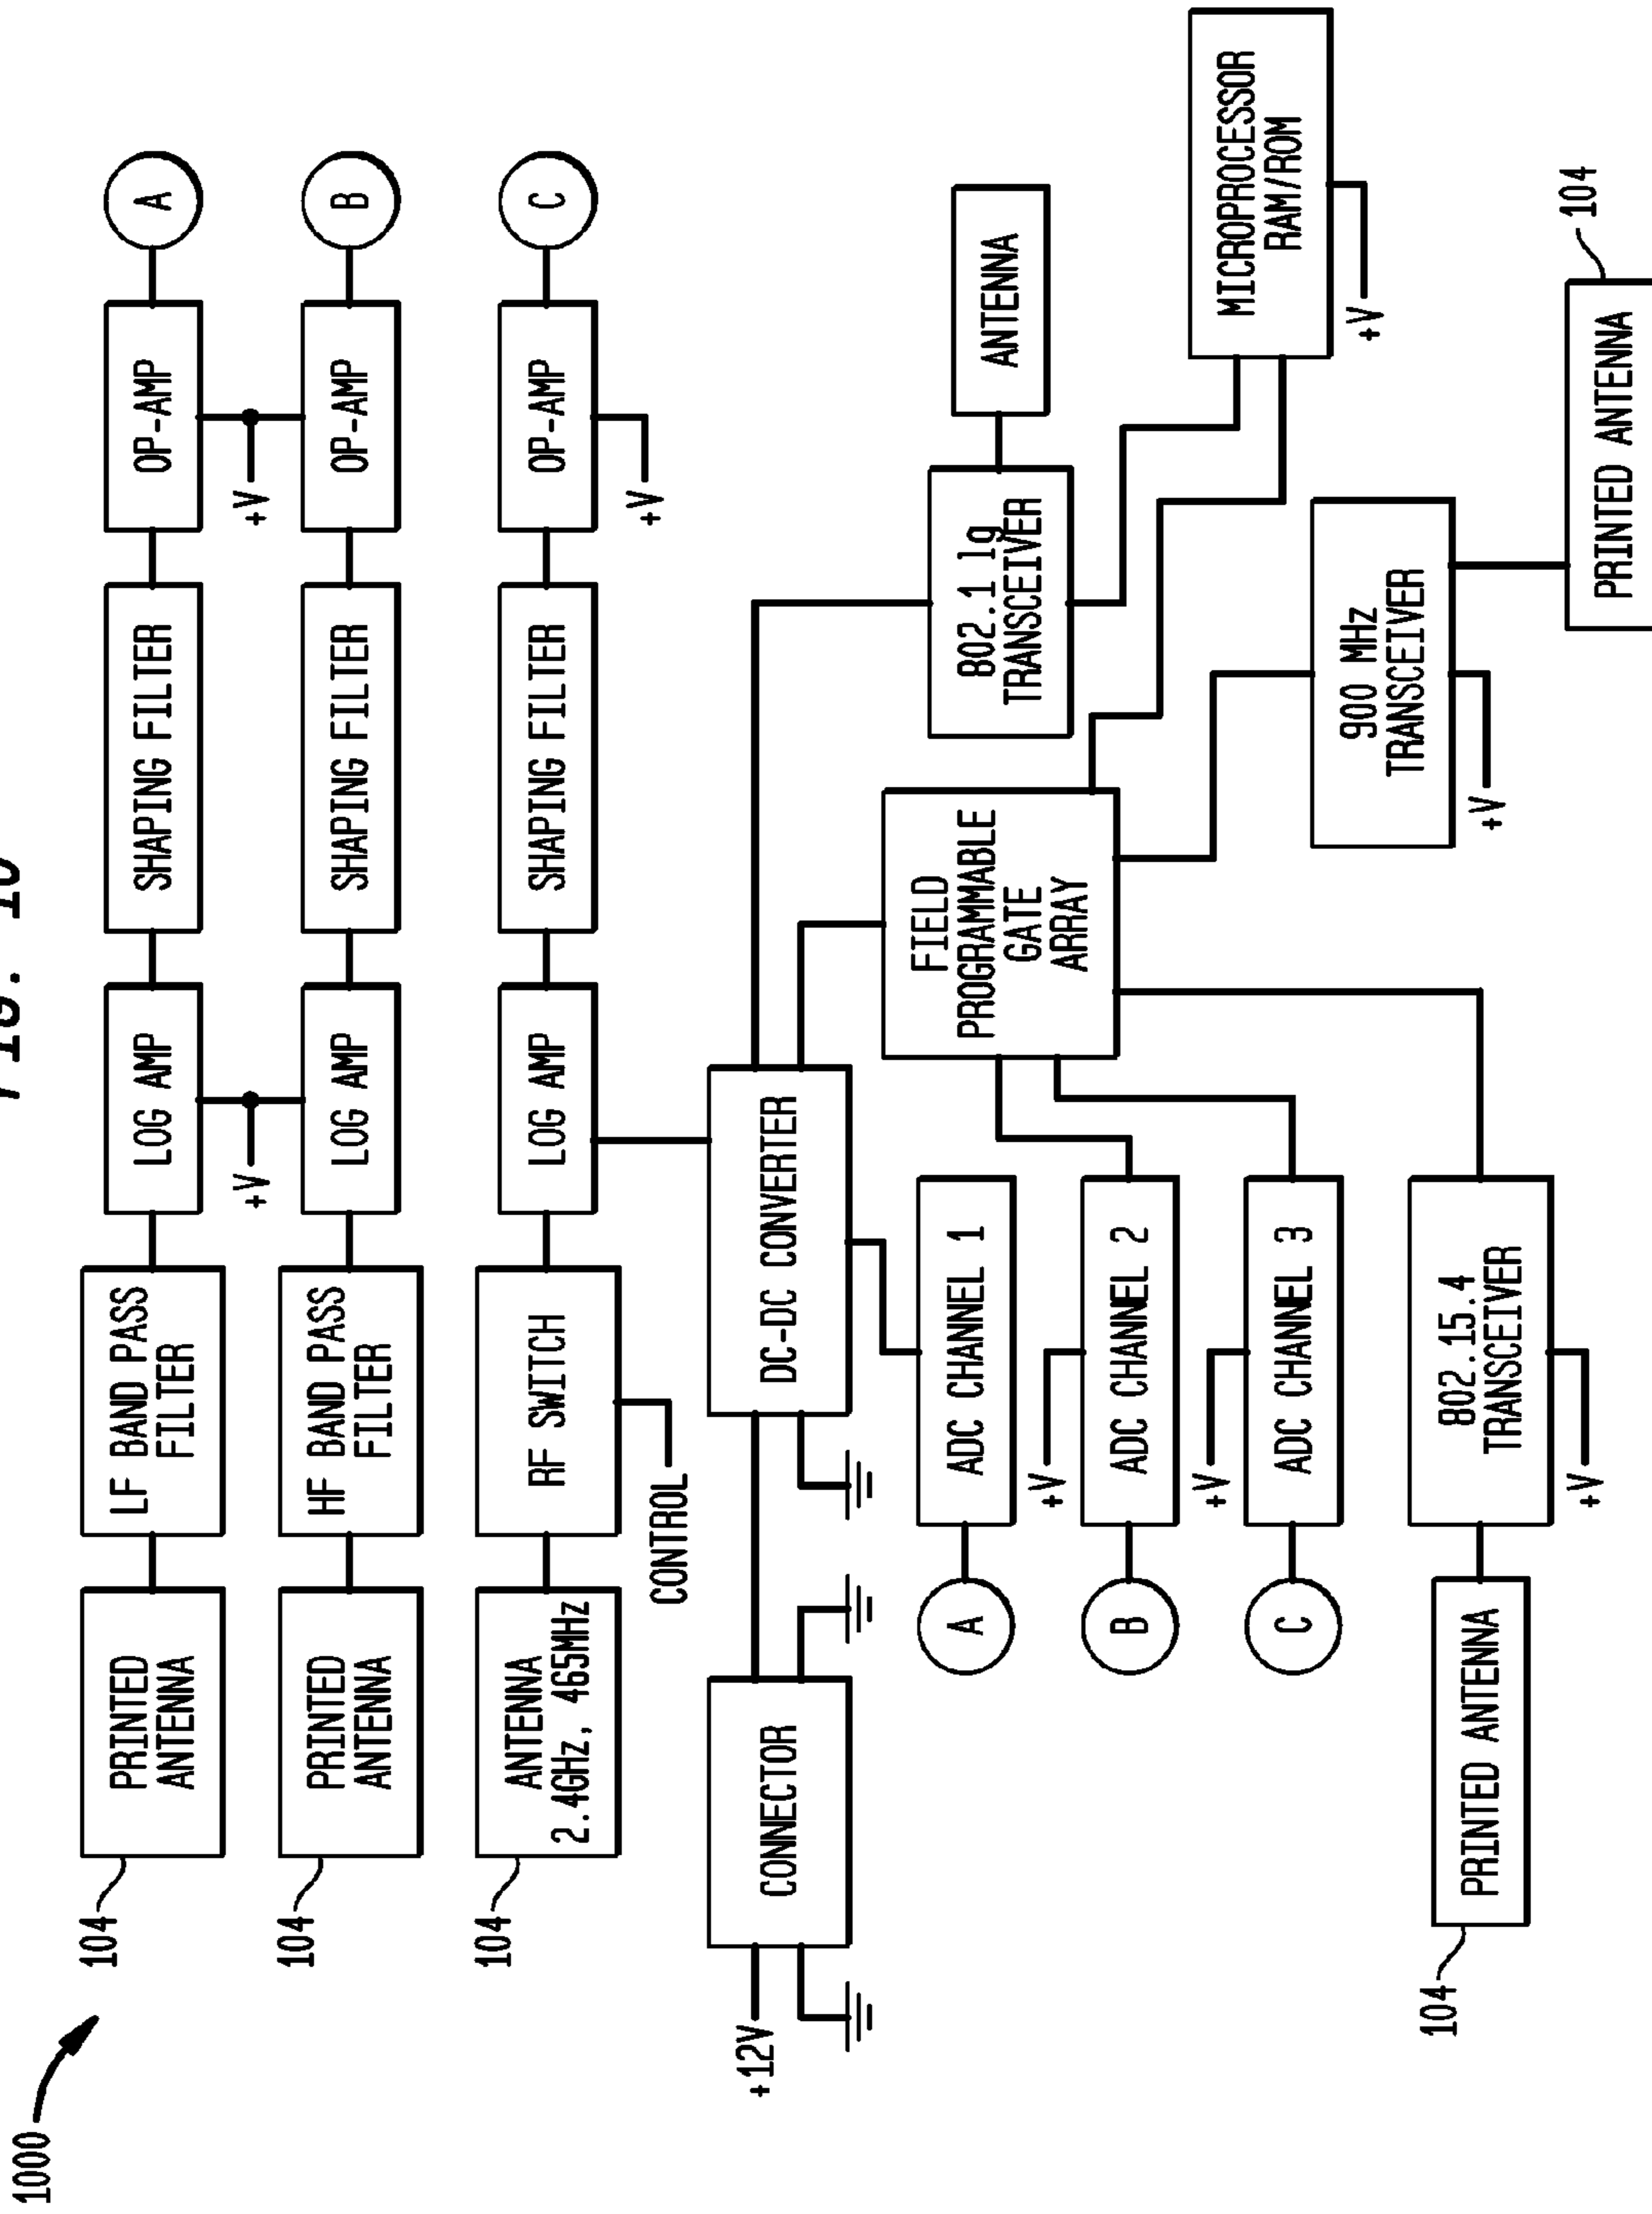 FIG. 10
1000
104
PRINTED
ANTENNA
LF BAND PASS
FILTER
LOG AMP
SHAPING FILTER
OP-AMP
A
+V
+V
104
PRINTED
ANTENNA
HF BAND PASS
FILTER
LOG AMP
SHAPING FILTER
OP-AMP
B
104
ANTENNA
2.4GHz, 465MHz
RF SWITCH
LOG AMP
SHAPING FILTER
OP-AMP
C
CONTROL
+V
+12V
CONNECTOR
DC-DC CONVERTER
802.1 lg
TRANSCEIVER
ANTENNA
FIELD
PROGRAMMABLE
GATE
ARRAY
A
ADC CHANNEL 1
+V
B
ADC CHANNEL 2
MICROPROCESSOR
RAM/ROM
+V
+V
C
ADC CHANNEL 3
900 MHz
TRANSCEIVER
+V
104
PRINTED ANTENNA
802.15.4
TRANSCEIVER
+V
104
PRINTED ANTENNA